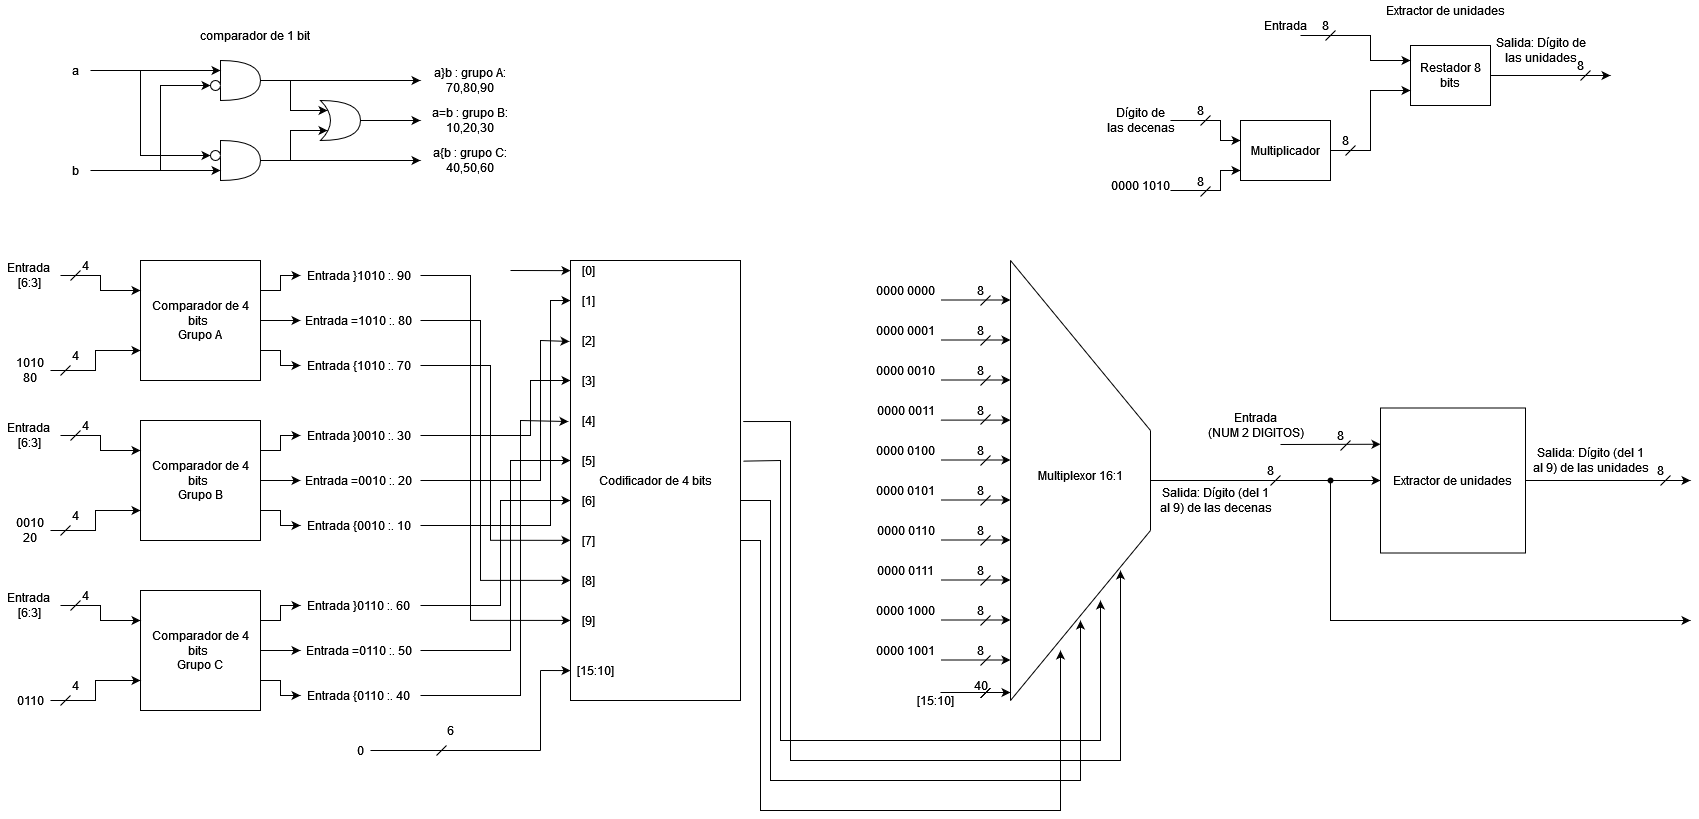 comparador de 1 bit
a
b
a}b : grupo A:
70,80,90
a=b : grupo B:
10,20,30
a{b : grupo C:
40,50,60
Extractor de unidades
Entrada
8
Restador 8
bits
Salida: Dígito de
las unidades
8
Dígito de
las decenas
8
Multiplicador
8
0000 1010
8
Entrada
[6:3]
4
1010
80
4
Comparador de 4
bits
Grupo A
Entrada }1010 :. 90
Entrada =1010 :. 80
Entrada {1010 :. 70
Entrada
[6:3]
4
0010
20
4
Comparador de 4
bits
Grupo B
Entrada }0010 :. 30
Entrada =0010 :. 20
Entrada {0010 :. 10
Entrada
[6:3]
4
0110
4
Comparador de 4
bits
Grupo C
Entrada }0110 :. 60
Entrada =0110 :. 50
Entrada {0110 :. 40
0
6
[0]
[1]
[2]
[3]
[4]
[5]
[6]
[7]
[8]
[9]
[15:10]
Codificador de 4 bits
0000 0000
8
0000 0001
8
0000 0010
8
0000 0011
8
0000 0100
8
0000 0101
8
0000 0110
8
0000 0111
8
0000 1000
8
0000 1001
8
[15:10]
40
Multiplexor 16:1
8
Salida: Dígito (del 1
al 9) de las decenas
Entrada
(NUM 2 DIGITOS)
8
Extractor de unidades
Salida: Dígito (del 1
al 9) de las unidades
8